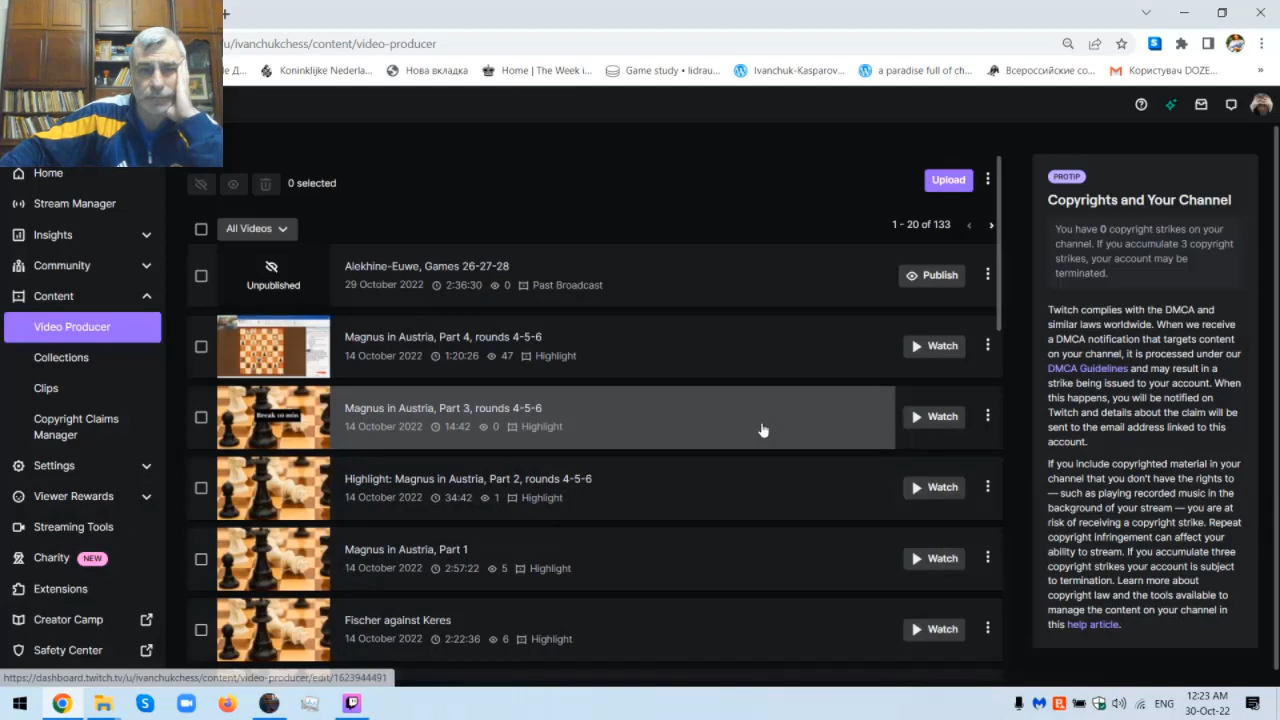 u/ivanchukchess/content/video-producer
Koninklijke Nederla...
Нова вкладка
Home | The Week i...
Game study • lidrau...
Ivanchuk-Kasparov...
a paradise full of ch...
Всероссийские со...
Користувач DOZE...
»
Home
Stream Manager
Insights
Community
Content
Video Producer
Collections
Clips
Copyright Claims
Manager
Settings
Viewer Rewards
Streaming Tools
Charity NEW
Extensions
Creator Camp
Safety Center
0 selected
Upload
All Videos
1 - 20 of 133
Unpublished
Alekhine-Euwe, Games 26-27-28
29 October 2022 2:36:30 0 Past Broadcast
Publish
Magnus in Austria, Part 4, rounds 4-5-6
14 October 2022 1:20:26 47 Highlight
Watch
Break 10 min
Magnus in Austria, Part 3, rounds 4-5-6
14 October 2022 14:42 0 Highlight
Watch
Highlight: Magnus in Austria, Part 2, rounds 4-5-6
14 October 2022 34:42 1 Highlight
Watch
Magnus in Austria, Part 1
14 October 2022 2:57:22 5 Highlight
Watch
Fischer against Keres
14 October 2022 2:22:36 6 Highlight
Watch
PROTIP
Copyrights and Your Channel
You have 0 copyright strikes on your
channel. If you accumulate 3 copyright
strikes, your account may be
terminated.
Twitch complies with the DMCA and
similar laws worldwide. When we receive
a DMCA notification that targets content
on your channel, it is processed under our
DMCA Guidelines and may result in a
strike being issued to your account. When
this happens, you will be notified on
Twitch and details about the claim will be
sent to the email address linked to this
account.
If you include copyrighted material in your
channel that you don't have the rights to
— such as playing recorded music in the
background of your stream — you are at
risk of receiving a copyright strike. Repeat
copyright infringement can affect your
ability to stream. If you accumulate three
copyright strikes your account is subject
to termination. Learn more about
copyright law and the tools available to
manage the content on your channel in
this help article.
https://dashboard.twitch.tv/u/ivanchukchess/content/video-producer/edit/1623944491
ENG
12:23 AM
30-Oct-22